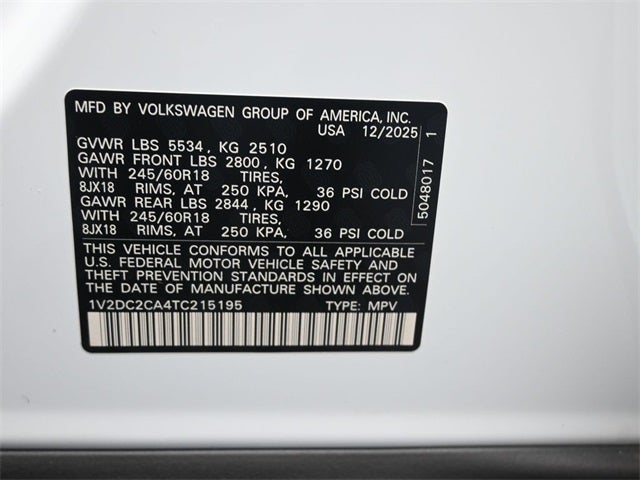 MFD BY VOLKSWAGEN GROUP OF AMERICA, INC.
USA 12/2025
GVWR LBS 5534, KG 2510
GAWR FRONT LBS 2800, KG 1270
WITH 245/60R18 TIRES,
8JX18 RIMS, AT 250 KPA, 36 PSI COLD
GAWR REAR LBS 2844, KG 1290
WITH 245/60R18 TIRES,
8JX18 RIMS, AT 250 KPA, 36 PSI COLD
5048017 1
THIS VEHICLE CONFORMS TO ALL APPLICABLE
U.S. FEDERAL MOTOR VEHICLE SAFETY AND
THEFT PREVENTION STANDARDS IN EFFECT ON
THE DATE OF MANUFACTURE SHOWN ABOVE.
1V2DC2CA4TC215195 TYPE: MPV